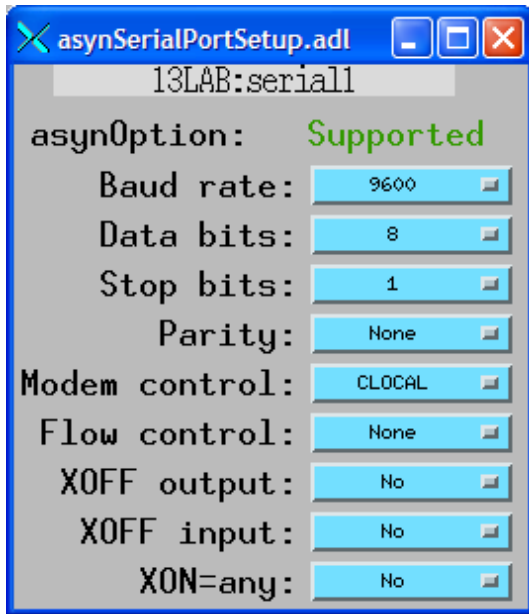 asynSerialPortSetup.adl
13LAB:serial1
asynOption: Supported
Baud rate: 9600
Data bits: 8
Stop bits: 1
Parity: None
Modem control: CLOCAL
Flow control: None
XOFF output: No
XOFF input: No
XON=any: No